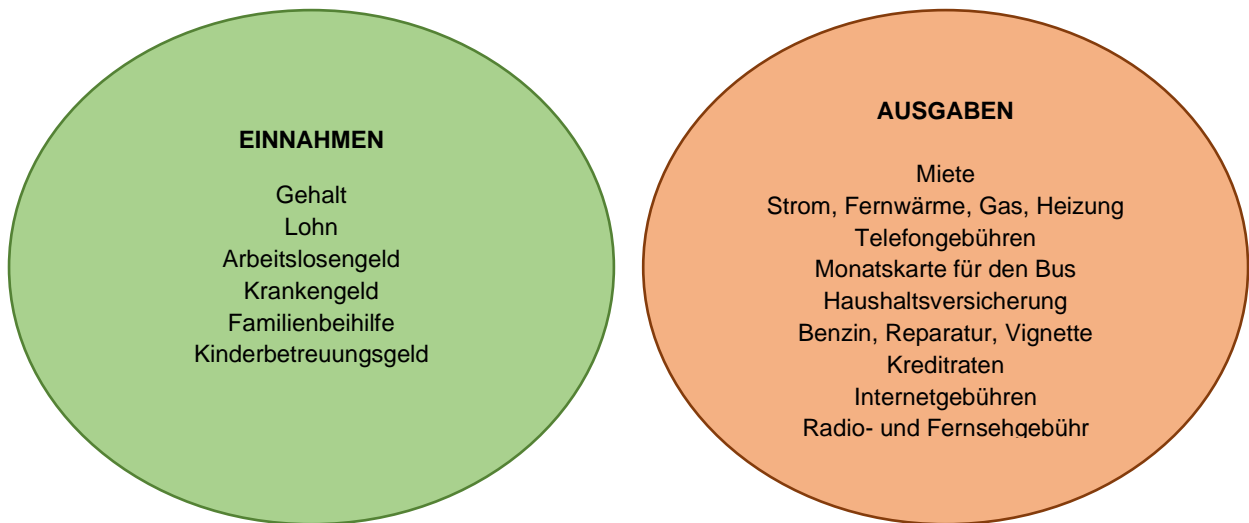 EINNAHMEN
Gehalt
Lohn
Arbeitslosengeld
Krankengeld
Familienbeihilfe
Kinderbetreuungsgeld
AUSGABEN
Miete
Strom, Fernwärme, Gas, Heizung
Telefongebühren
Monatskarte für den Bus
Haushaltsversicherung
Benzin, Reparatur, Vignette
Kreditraten
Internetgebühren
Radio- und Fernsehgebühr